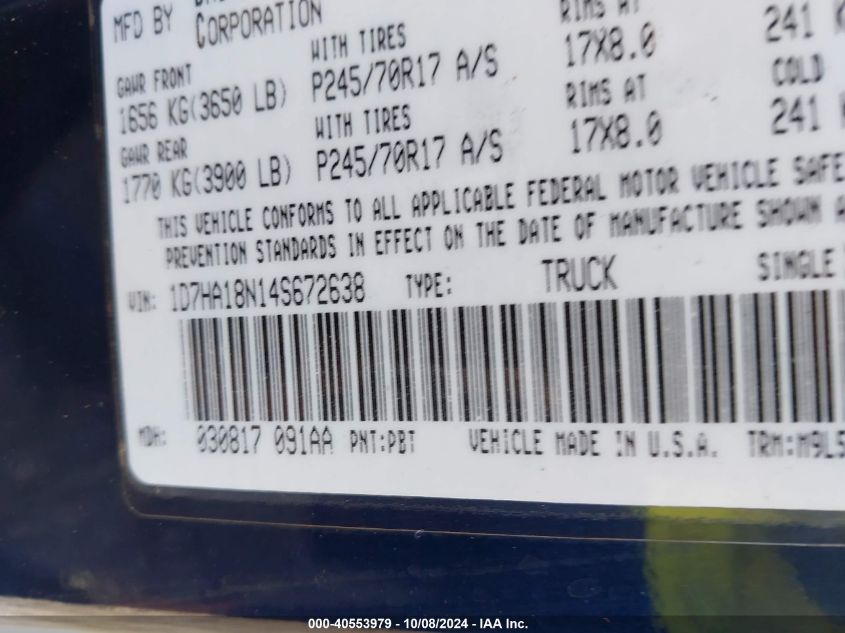 MFD BY
CORPORATION
GAWR FRONT WITH TIRES RIMS AT
1656 KG(3650 LB) P245/70R17 A/S 17X8.0 241
GAWR REAR WITH TIRES RIMS AT COLD
1770 KG(3900 LB) P245/70R17 A/S 17X8.0 241
THIS VEHICLE CONFORMS TO ALL APPLICABLE FEDERAL MOTOR VEHICLE SAFE
PREVENTION STANDARDS IN EFFECT ON THE DATE OF MANUFACTURE SHOWN A
VIN: 1D7HA18N14S672638 TYPE: TRUCK SINGLE
MDH: 030817 091AA PNT:PBT VEHICLE MADE IN U.S.A. TRM:M9L5
000-40553979 - 10/08/2024 - IAA Inc.